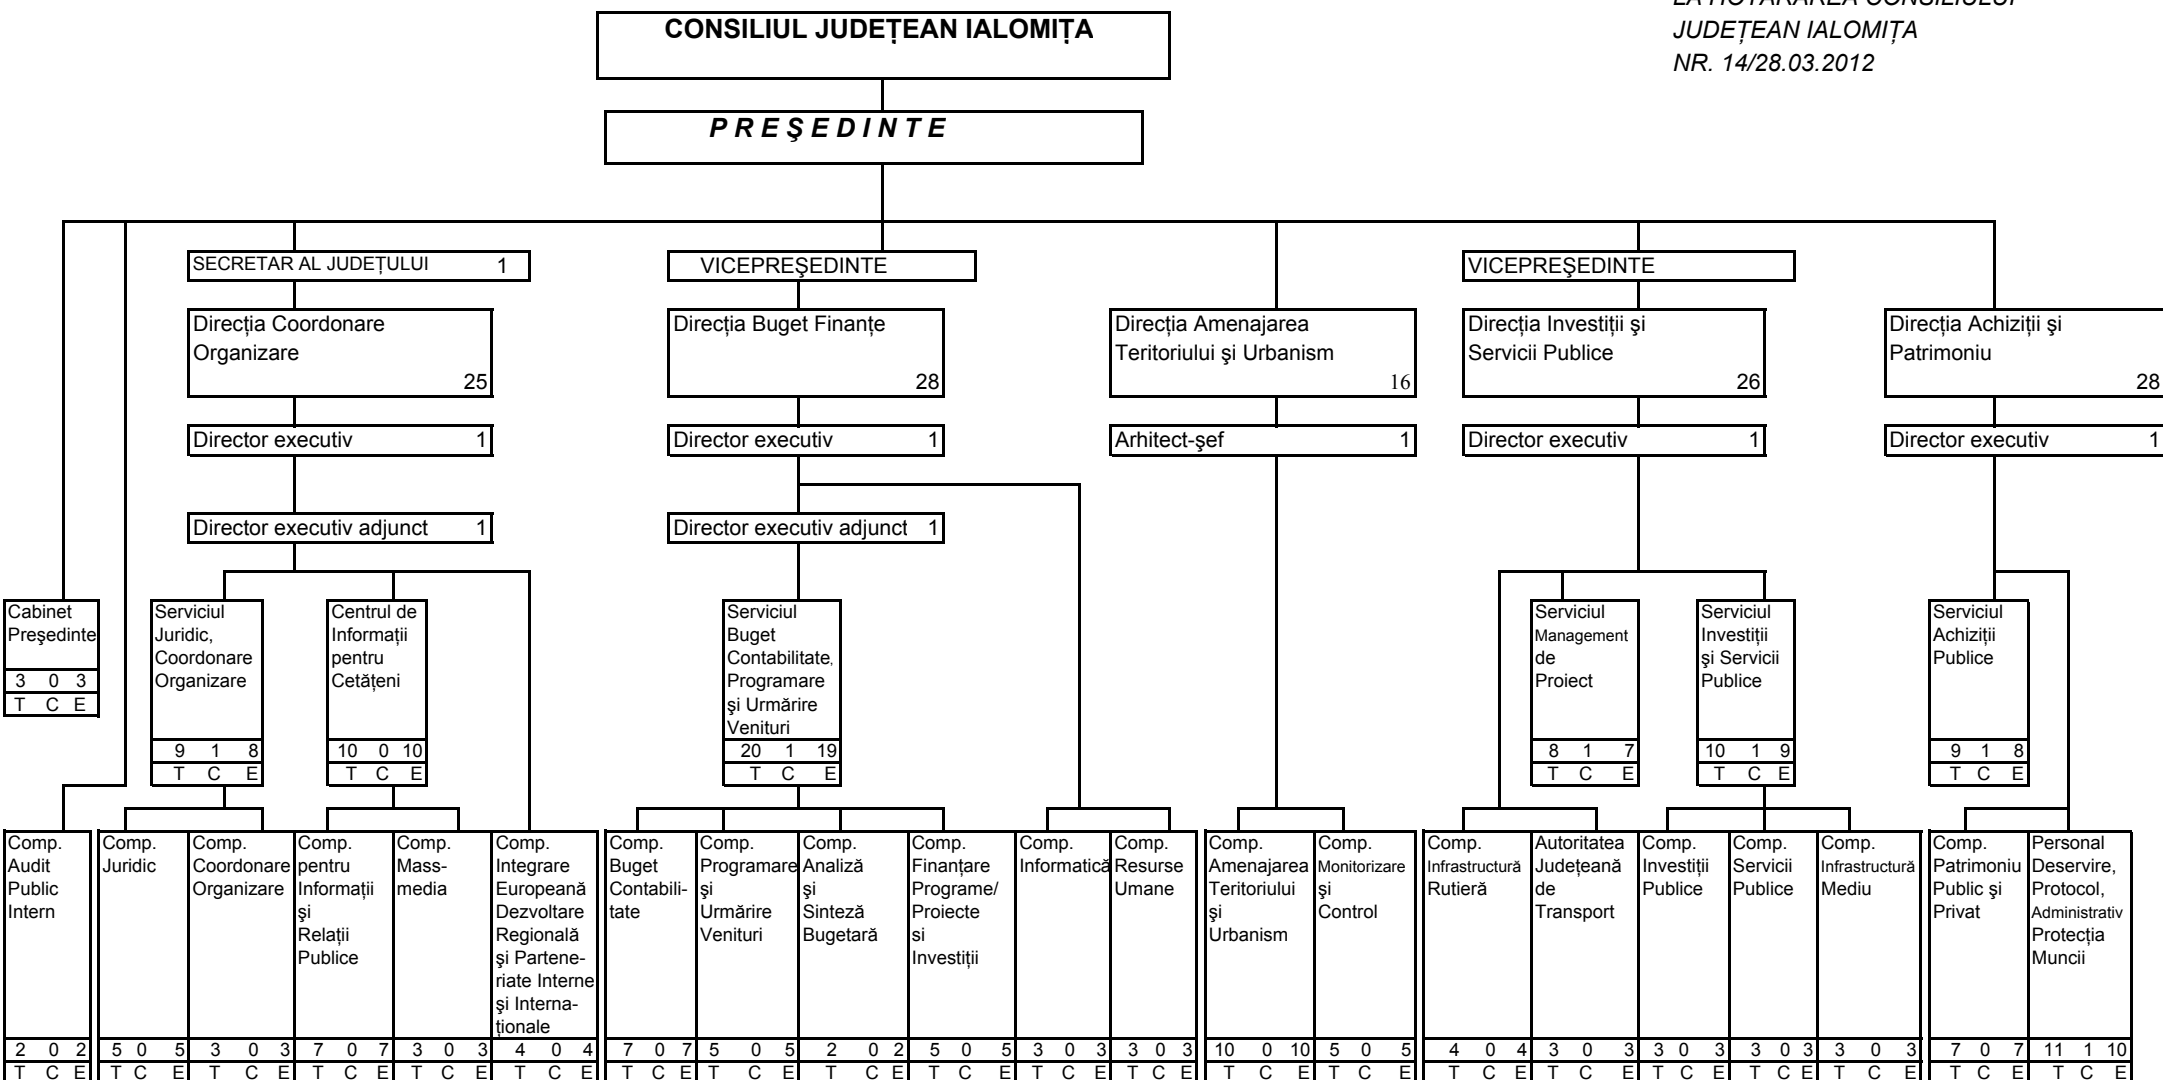 LA HOTĂRÂREA CONSILIULUI
JUDEȚEAN IALOMIȚA
NR. 14/28.03.2012
CONSILIUL JUDEȚEAN IALOMIȚA
P R E Ş E D I N T E
SECRETAR AL JUDEȚULUI 1
VICEPREŞEDINTE
VICEPREŞEDINTE
Direcția Coordonare
Organizare
25
Direcția Buget Finanțe
28
Direcția Amenajarea
Teritoriului şi Urbanism
16
Direcția Investiții şi
Servicii Publice
26
Direcția Achiziții şi
Patrimoniu
28
Director executiv 1
Director executiv 1
Arhitect-şef 1
Director executiv 1
Director executiv 1
Director executiv adjunct 1
Director executiv adjunct 1
Cabinet
Preşedinte
3 0 3
T C E
Serviciul
Juridic,
Coordonare
Organizare
9 1 8
T C E
Centrul de
Informații
pentru
Cetățeni
10 0 10
T C E
Serviciul
Buget
Contabilitate,
Programare
şi Urmărire
Venituri
20 1 19
T C E
Serviciul
Management
de
Proiect
8 1 7
T C E
Serviciul
Investiții
şi Servicii
Publice
10 1 9
T C E
Serviciul
Achiziții
Publice
9 1 8
T C E
Comp.
Audit
Public
Intern
2 0 2
T C E
Comp.
Juridic
5 0 5
T C E
Comp.
Coordonare
Organizare
3 0 3
T C E
Comp.
pentru
Informații
şi
Relații
Publice
7 0 7
T C E
Comp.
Mass-
media
3 0 3
T C E
Comp.
Integrare
Europeană
Dezvoltare
Regională
şi Partene-
riate Interne
şi Interna-
ționale
4 0 4
T C E
Comp.
Buget
Contabili-
tate
7 0 7
T C E
Comp.
Programare
şi
Urmărire
Venituri
5 0 5
T C E
Comp.
Analiză
şi
Sinteză
Bugetară
2 0 2
T C E
Comp.
Finanțare
Programe/
Proiecte
si
Investiții
5 0 5
T C E
Comp.
Informatică
3 0 3
T C E
Comp.
Resurse
Umane
3 0 3
T C E
Comp.
Amenajarea
Teritoriului
şi
Urbanism
10 0 10
T C E
Comp.
Monitorizare
şi
Control
5 0 5
T C E
Comp.
Infrastructură
Rutieră
4 0 4
T C E
Autoritatea
Județeană
de
Transport
3 0 3
T C E
Comp.
Investiții
Publice
3 0 3
T C E
Comp.
Servicii
Publice
3 0 3
T C E
Comp.
Infrastructură
Mediu
3 0 3
T C E
Comp.
Patrimoniu
Public şi
Privat
7 0 7
T C E
Personal
Deservire,
Protocol,
Administrativ
Protecția
Muncii
11 1 10
T C E